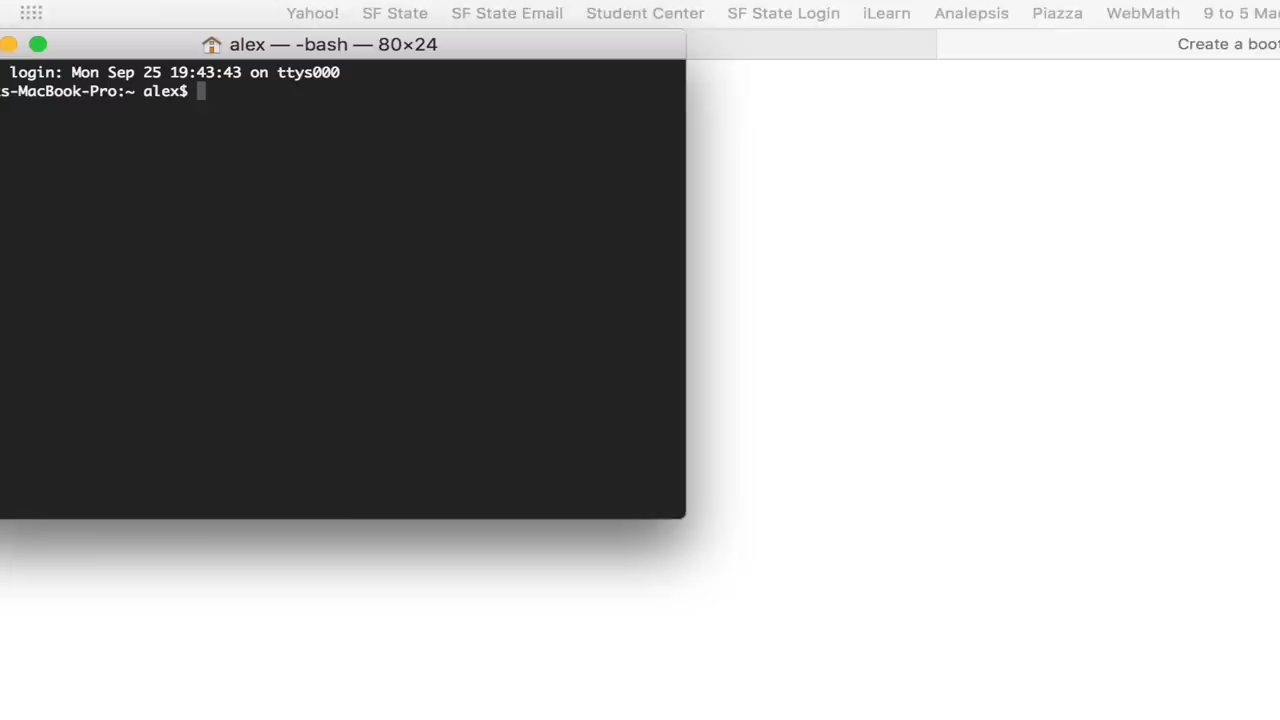 Yahoo! SF State SF State Email Student Center SF State Login iLearn Analepsis Piazza WebMath 9 to 5 Ma
alex — -bash — 80×24
Create a boot
login: Mon Sep 25 19:43:43 on ttys000
s-MacBook-Pro:~ alex$